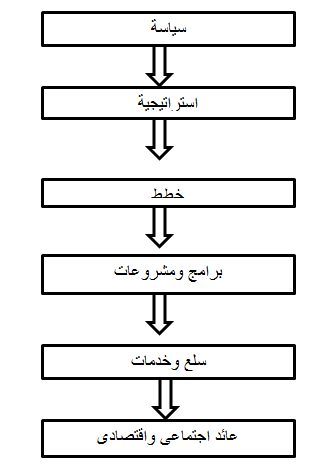 سياسة
استراتيجية
خطط
برامج ومشروعات
سلع وخدمات
عائد اجتماعى واقتصادى